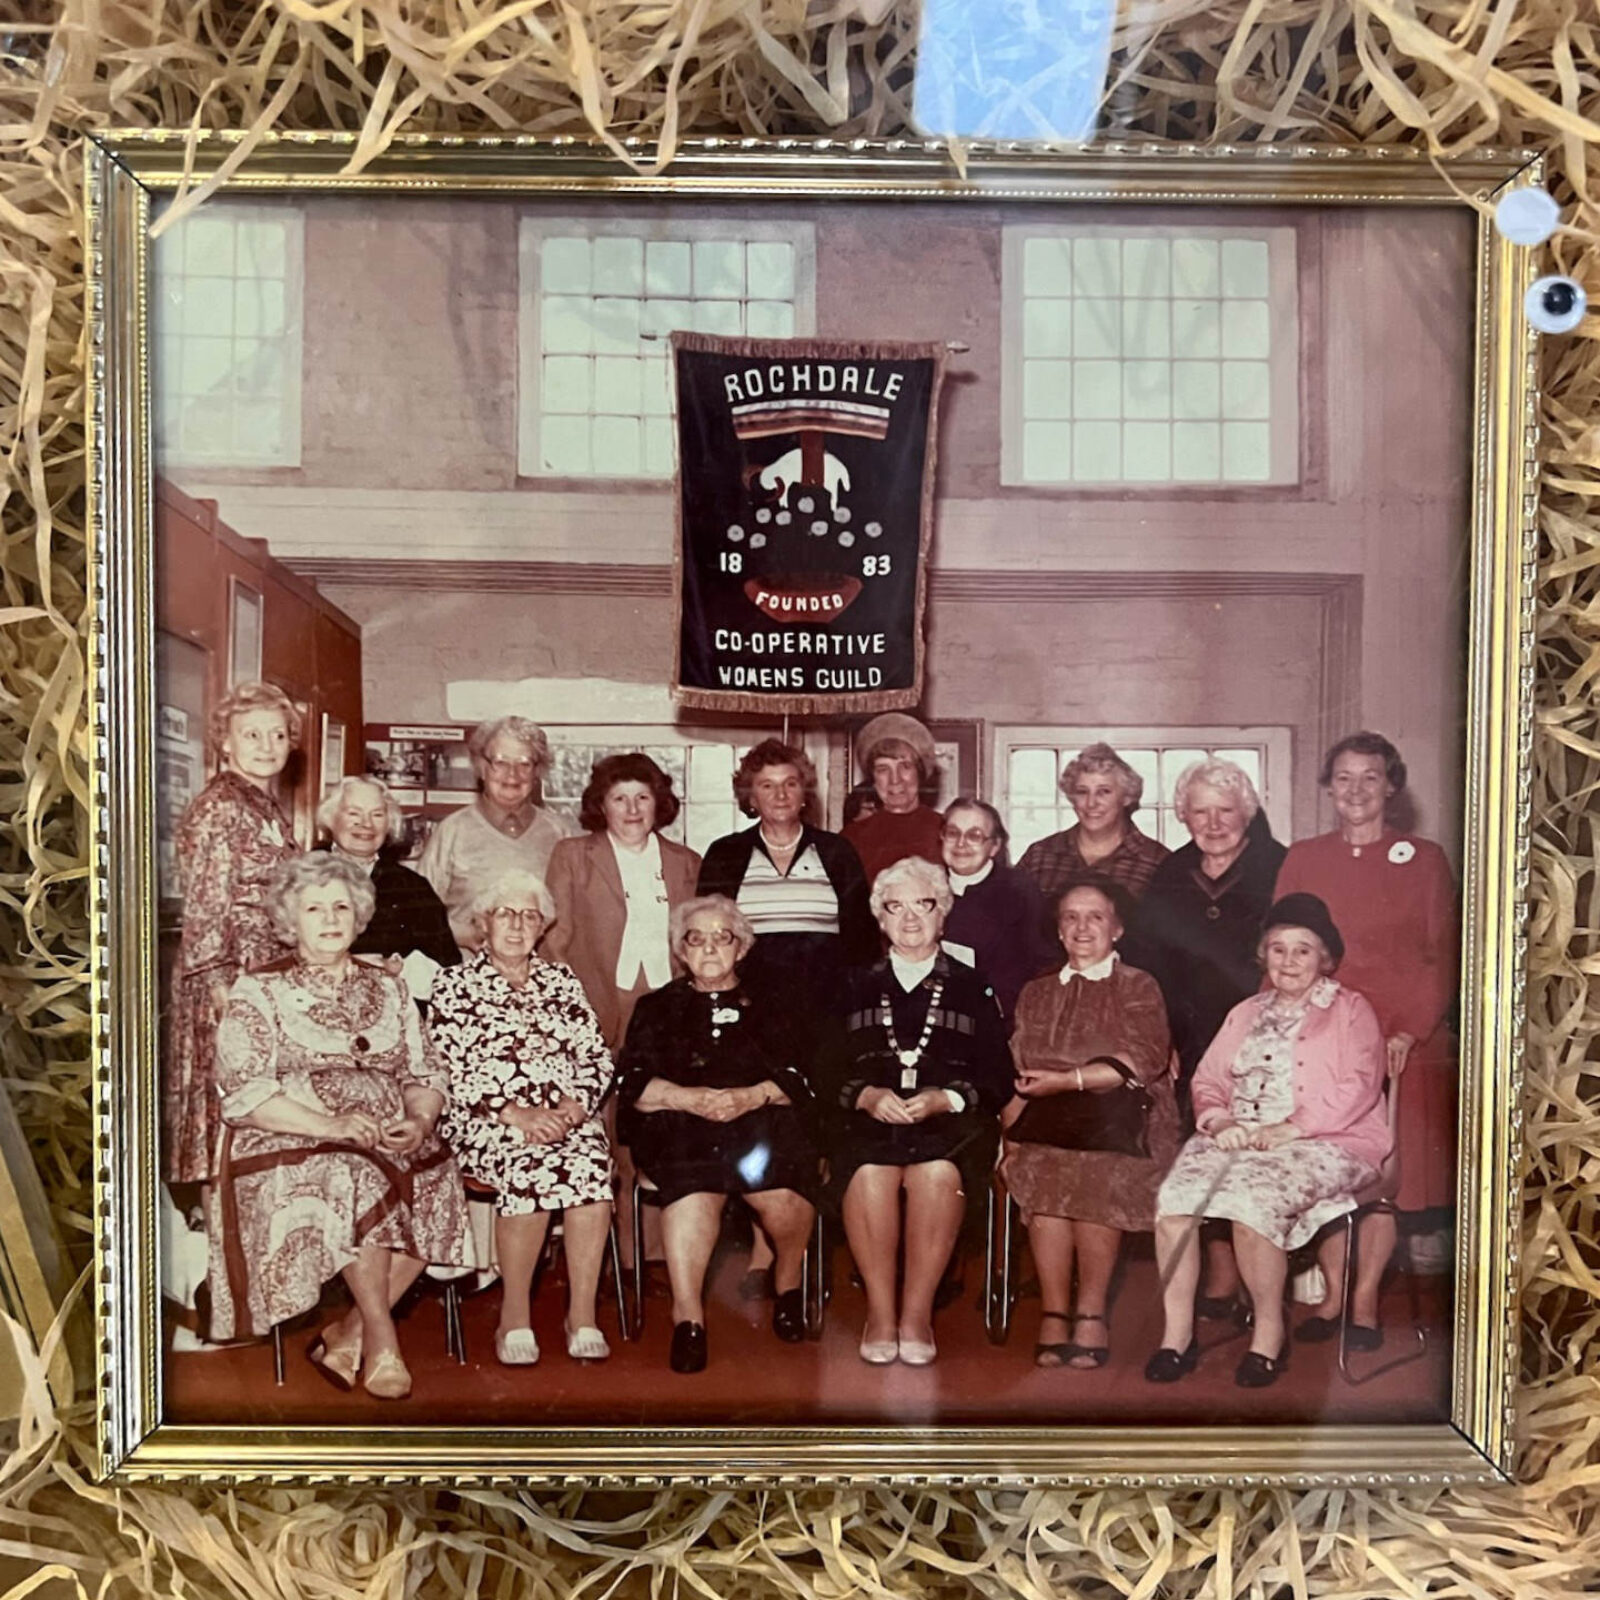 ROCHDALE
18 83
FOUNDED
CO-OPERATIVE
WOMENS GUILD